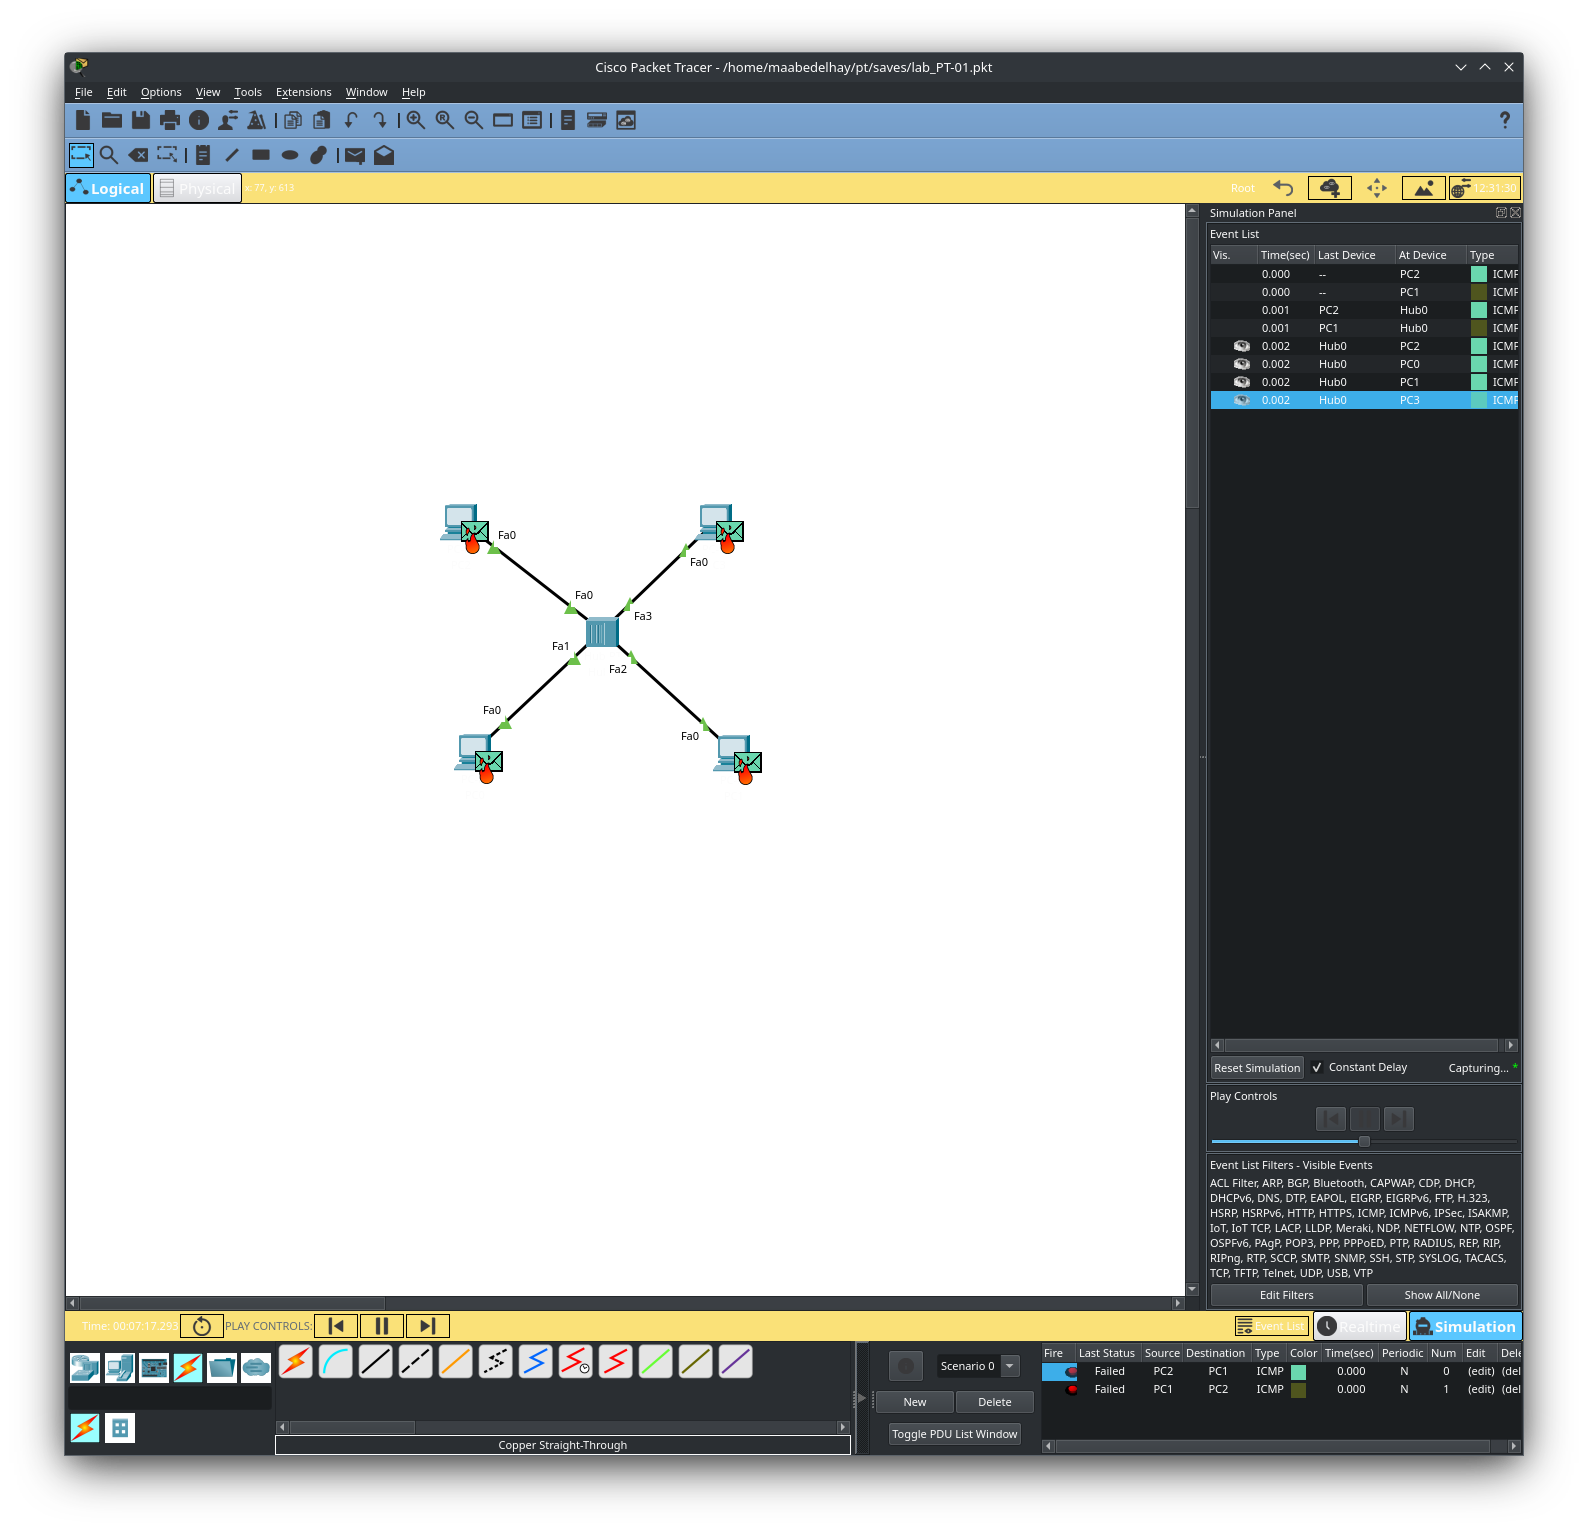 Cisco Packet Tracer - /home/maabedelhay/pt/saves/lab_PT-01.pkt
File Edit Options View Tools Extensions Window Help
?
Logical Physical x: 77, y: 613 Root 12:31:30
Simulation Panel
Event List
Vis. Time(sec) Last Device At Device Type
0.000 -- PC2 ICMP
0.000 -- PC1 ICMP
0.001 PC2 Hub0 ICMP
0.001 PC1 Hub0 ICMP
0.002 Hub0 PC2 ICMP
0.002 Hub0 PC0 ICMP
0.002 Hub0 PC1 ICMP
0.002 Hub0 PC3 ICMP
Fa0
Fa0
Fa0
Fa3
Fa1
Fa2
Fa0
Fa0
Reset Simulation Constant Delay Capturing... *
Play Controls
Event List Filters - Visible Events
ACL Filter, ARP, BGP, Bluetooth, CAPWAP, CDP, DHCP,
DHCPv6, DNS, DTP, EAPOL, EIGRP, EIGRPv6, FTP, H.323,
HSRP, HSRPv6, HTTP, HTTPS, ICMP, ICMPv6, IPSec, ISAKMP,
IoT, IoT TCP, LACP, LLDP, Meraki, NDP, NETFLOW, NTP, OSPF,
OSPFv6, PAgP, POP3, PPP, PPPoED, PTP, RADIUS, REP, RIP,
RIPng, RTP, SCCP, SMTP, SNMP, SSH, STP, SYSLOG, TACACS,
TCP, TFTP, Telnet, UDP, USB, VTP
Edit Filters Show All/None
Time: 00:07:17.293 PLAY CONTROLS: Event List Realtime Simulation
Scenario 0
New Delete
Toggle PDU List Window
Copper Straight-Through
Fire Last Status Source Destination Type Color Time(sec) Periodic Num Edit Dele
Failed PC2 PC1 ICMP 0.000 N 0 (edit) (del
Failed PC1 PC2 ICMP 0.000 N 1 (edit) (del